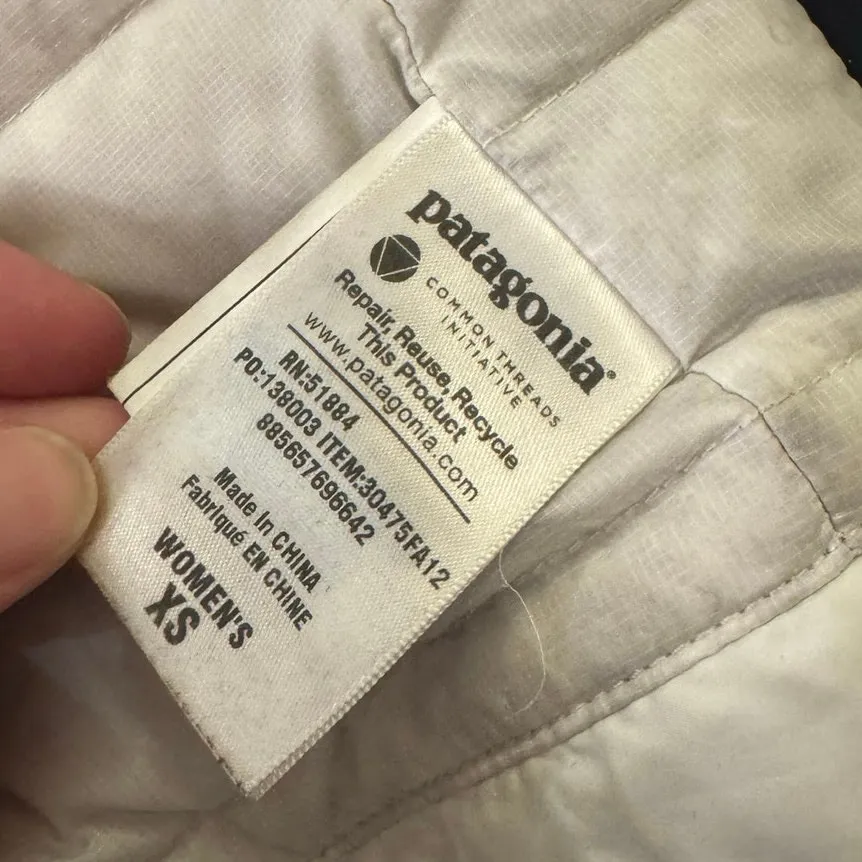 patagonia®
COMMON THREADS
INITIATIVE
Repair, Reuse, Recycle
This Product
www.patagonia.com
RN:51884
PO:138003 ITEM:30475FA12
885657696642
Made In CHINA
Fabriqué EN CHINE
WOMEN'S
XS